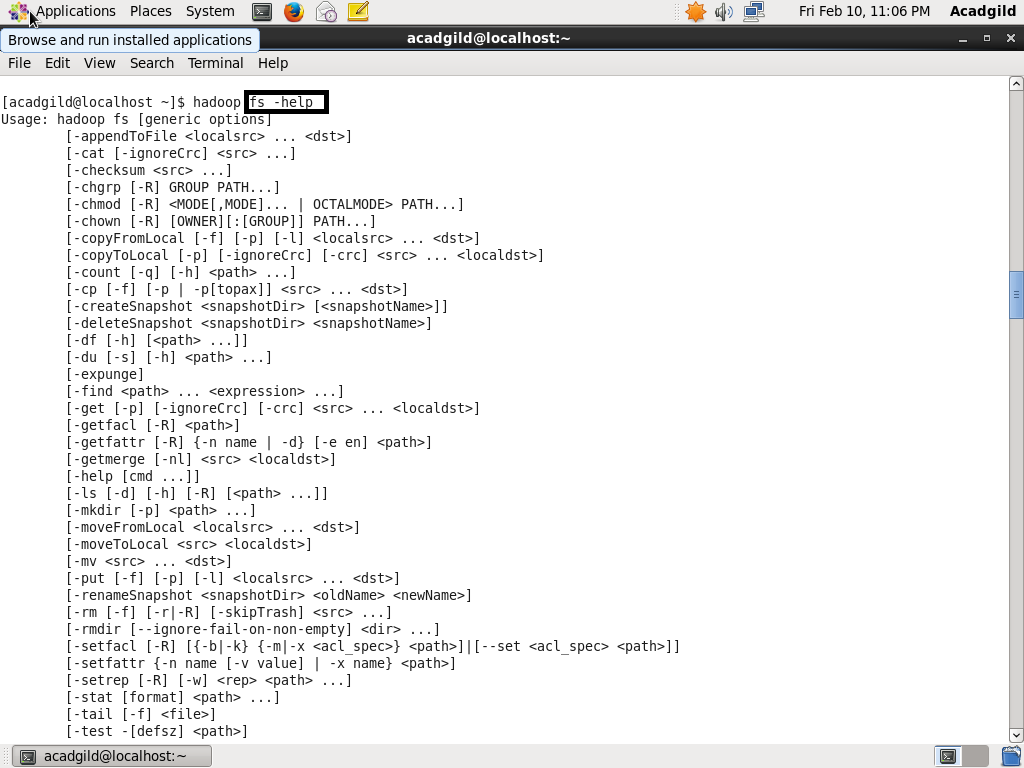 Applications Places System Fri Feb 10, 11:06 PM Acadgild
Browse and run installed applications
acadgild@localhost:~
File Edit View Search Terminal Help
[acadgild@localhost ~]$ hadoop fs -help
Usage: hadoop fs [generic options]
[-appendToFile <localsrc> ... <dst>]
[-cat [-ignoreCrc] <src> ...]
[-checksum <src> ...]
[-chgrp [-R] GROUP PATH...]
[-chmod [-R] <MODE[,MODE]... | OCTALMODE> PATH...]
[-chown [-R] [OWNER][:[GROUP]] PATH...]
[-copyFromLocal [-f] [-p] [-l] <localsrc> ... <dst>]
[-copyToLocal [-p] [-ignoreCrc] [-crc] <src> ... <localdst>]
[-count [-q] [-h] <path> ...]
[-cp [-f] [-p | -p[topax]] <src> ... <dst>]
[-createSnapshot <snapshotDir> [<snapshotName>]]
[-deleteSnapshot <snapshotDir> <snapshotName>]
[-df [-h] [<path> ...]]
[-du [-s] [-h] <path> ...]
[-expunge]
[-find <path> ... <expression> ...]
[-get [-p] [-ignoreCrc] [-crc] <src> ... <localdst>]
[-getfacl [-R] <path>]
[-getfattr [-R] {-n name | -d} [-e en] <path>]
[-getmerge [-nl] <src> <localdst>]
[-help [cmd ...]]
[-ls [-d] [-h] [-R] [<path> ...]]
[-mkdir [-p] <path> ...]
[-moveFromLocal <localsrc> ... <dst>]
[-moveToLocal <src> <localdst>]
[-mv <src> ... <dst>]
[-put [-f] [-p] [-l] <localsrc> ... <dst>]
[-renameSnapshot <snapshotDir> <oldName> <newName>]
[-rm [-f] [-r|-R] [-skipTrash] <src> ...]
[-rmdir [--ignore-fail-on-non-empty] <dir> ...]
[-setfacl [-R] [{-b|-k} {-m|-x <acl_spec>} <path>]|[--set <acl_spec> <path>]]
[-setfattr {-n name [-v value] | -x name} <path>]
[-setrep [-R] [-w] <rep> <path> ...]
[-stat [format] <path> ...]
[-tail [-f] <file>]
[-test -[defsz] <path>]
acadgild@localhost:~